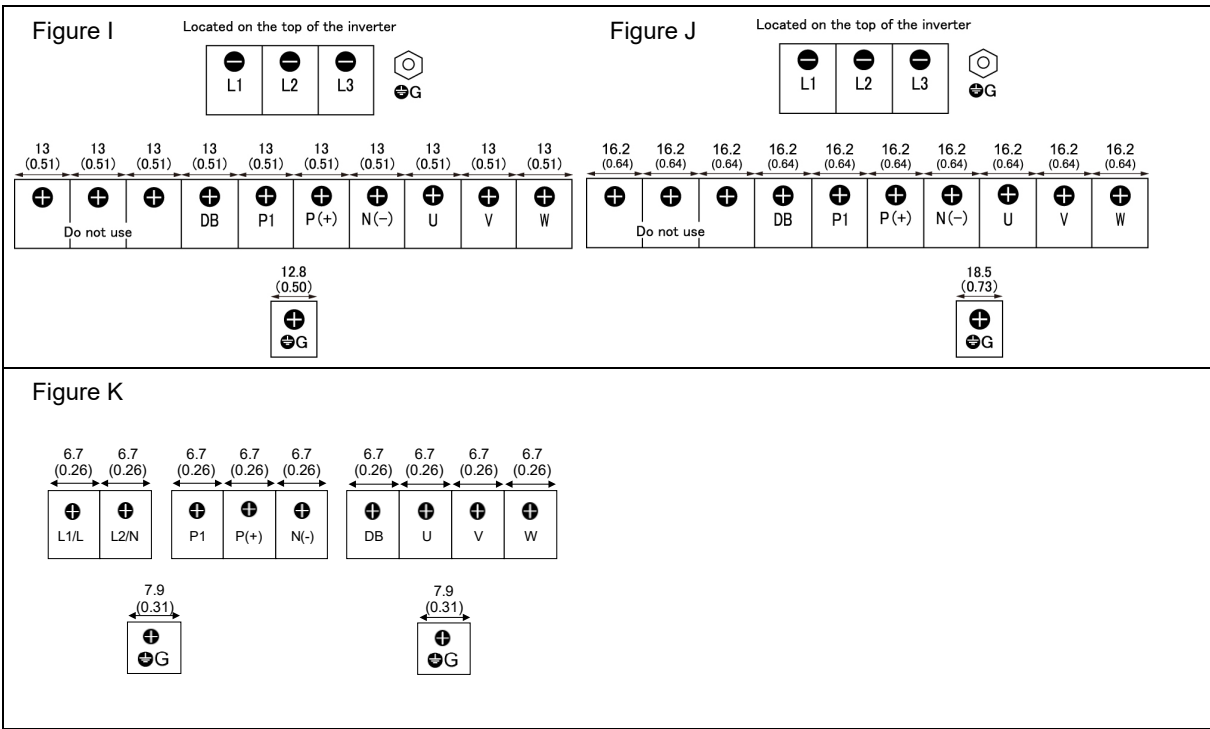 Figure I
Located on the top of the inverter
L1 L2 L3 G
13 13 13 13 13 13 13 13 13 13
(0.51) (0.51) (0.51) (0.51) (0.51) (0.51) (0.51) (0.51) (0.51) (0.51)
DB P1 P(+) N(-) U V W
Do not use
12.8
(0.50)
G
Figure J
Located on the top of the inverter
L1 L2 L3 G
16.2 16.2 16.2 16.2 16.2 16.2 16.2 16.2 16.2 16.2
(0.64) (0.64) (0.64) (0.64) (0.64) (0.64) (0.64) (0.64) (0.64) (0.64)
DB P1 P(+) N(-) U V W
Do not use
18.5
(0.73)
G
Figure K
6.7 6.7 6.7 6.7 6.7 6.7 6.7 6.7 6.7
(0.26) (0.26) (0.26) (0.26) (0.26) (0.26) (0.26) (0.26) (0.26)
L1/L L2/N P1 P(+) N(-) DB U V W
7.9 7.9
(0.31) (0.31)
G G